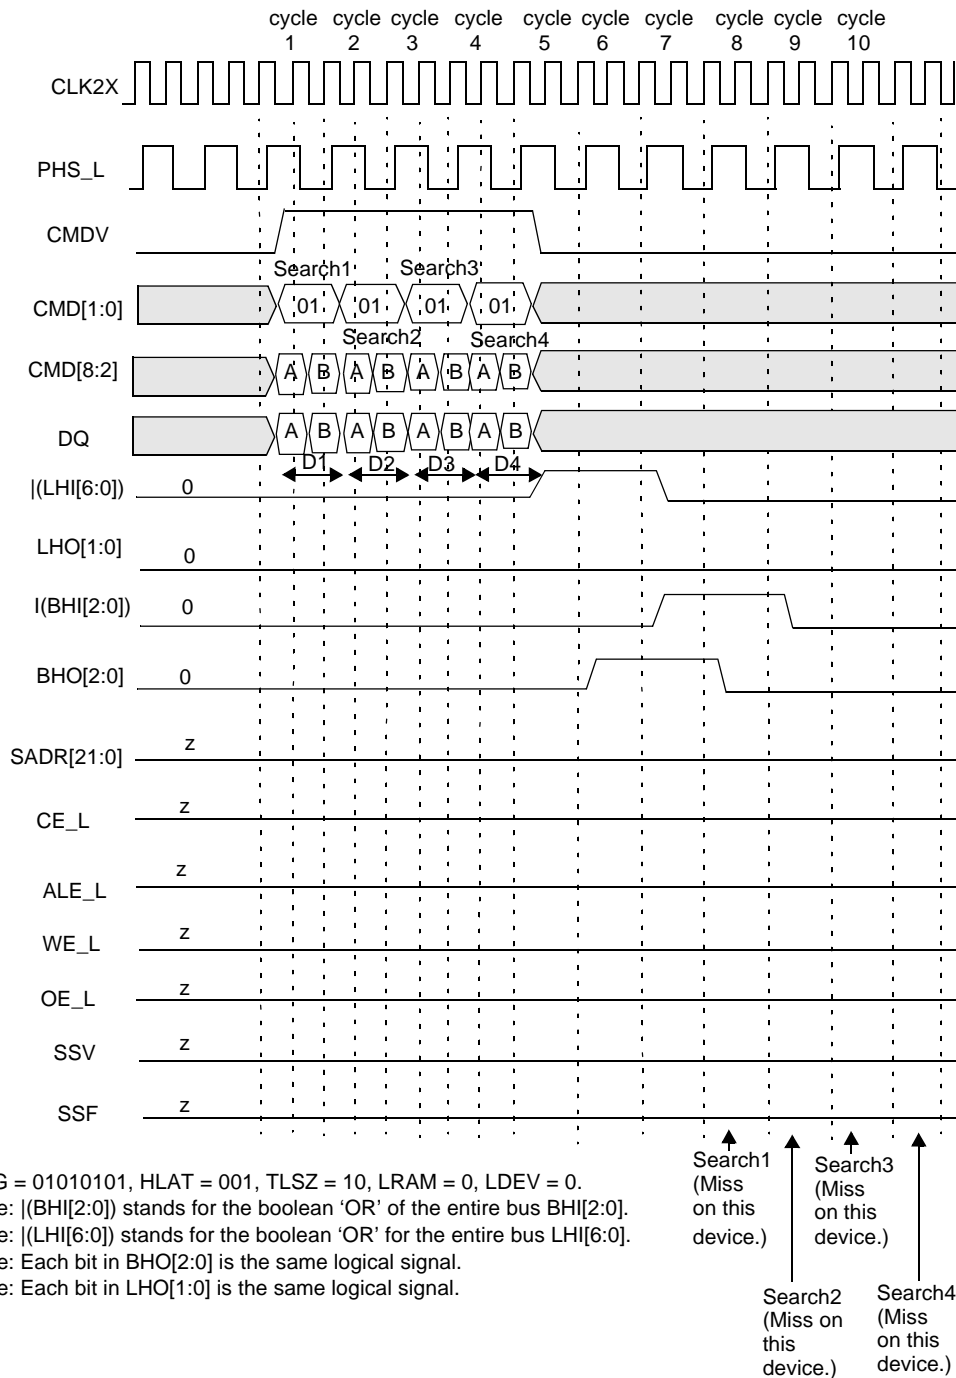 cycle cycle cycle cycle cycle cycle cycle cycle cycle cycle
1 2 3 4 5 6 7 8 9 10
CLK2X
PHS_L
CMDV
Search1 Search3
CMD[1:0] 01 01 01 01
Search2 Search4
CMD[8:2] A B A B A B A B
DQ A B A B A B A B
D1 D2 D3 D4
|(LHI[6:0]) 0
LHO[1:0] 0
I(BHI[2:0]) 0
BHO[2:0] 0
SADR[21:0] z
CE_L z
ALE_L z
WE_L z
OE_L z
SSV z
SSF z
Search1
(Miss
on this
device.)
Search3
(Miss
on this
device.)
G = 01010101, HLAT = 001, TLSZ = 10, LRAM = 0, LDEV = 0.
e: |(BHI[2:0]) stands for the boolean ‘OR’ of the entire bus BHI[2:0].
e: |(LHI[6:0]) stands for the boolean ‘OR’ for the entire bus LHI[6:0].
e: Each bit in BHO[2:0] is the same logical signal.
e: Each bit in LHO[1:0] is the same logical signal.
Search2
(Miss on
this
device.)
Search4
(Miss
on this
device.)